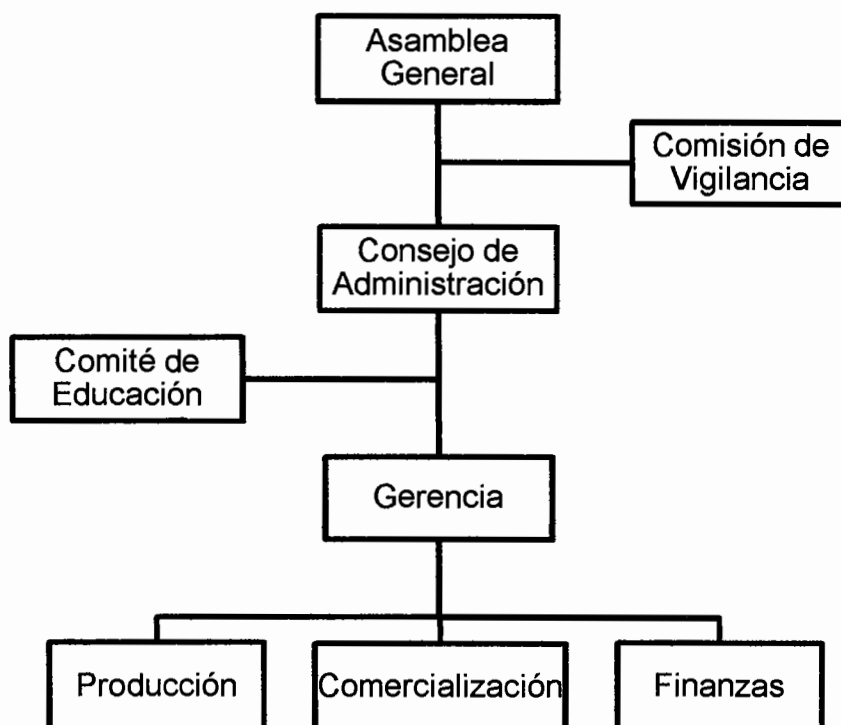 Asamblea
General
Comisión de
Vigilancia
Consejo de
Administración
Comité de
Educación
Gerencia
Producción
Comercialización
Finanzas